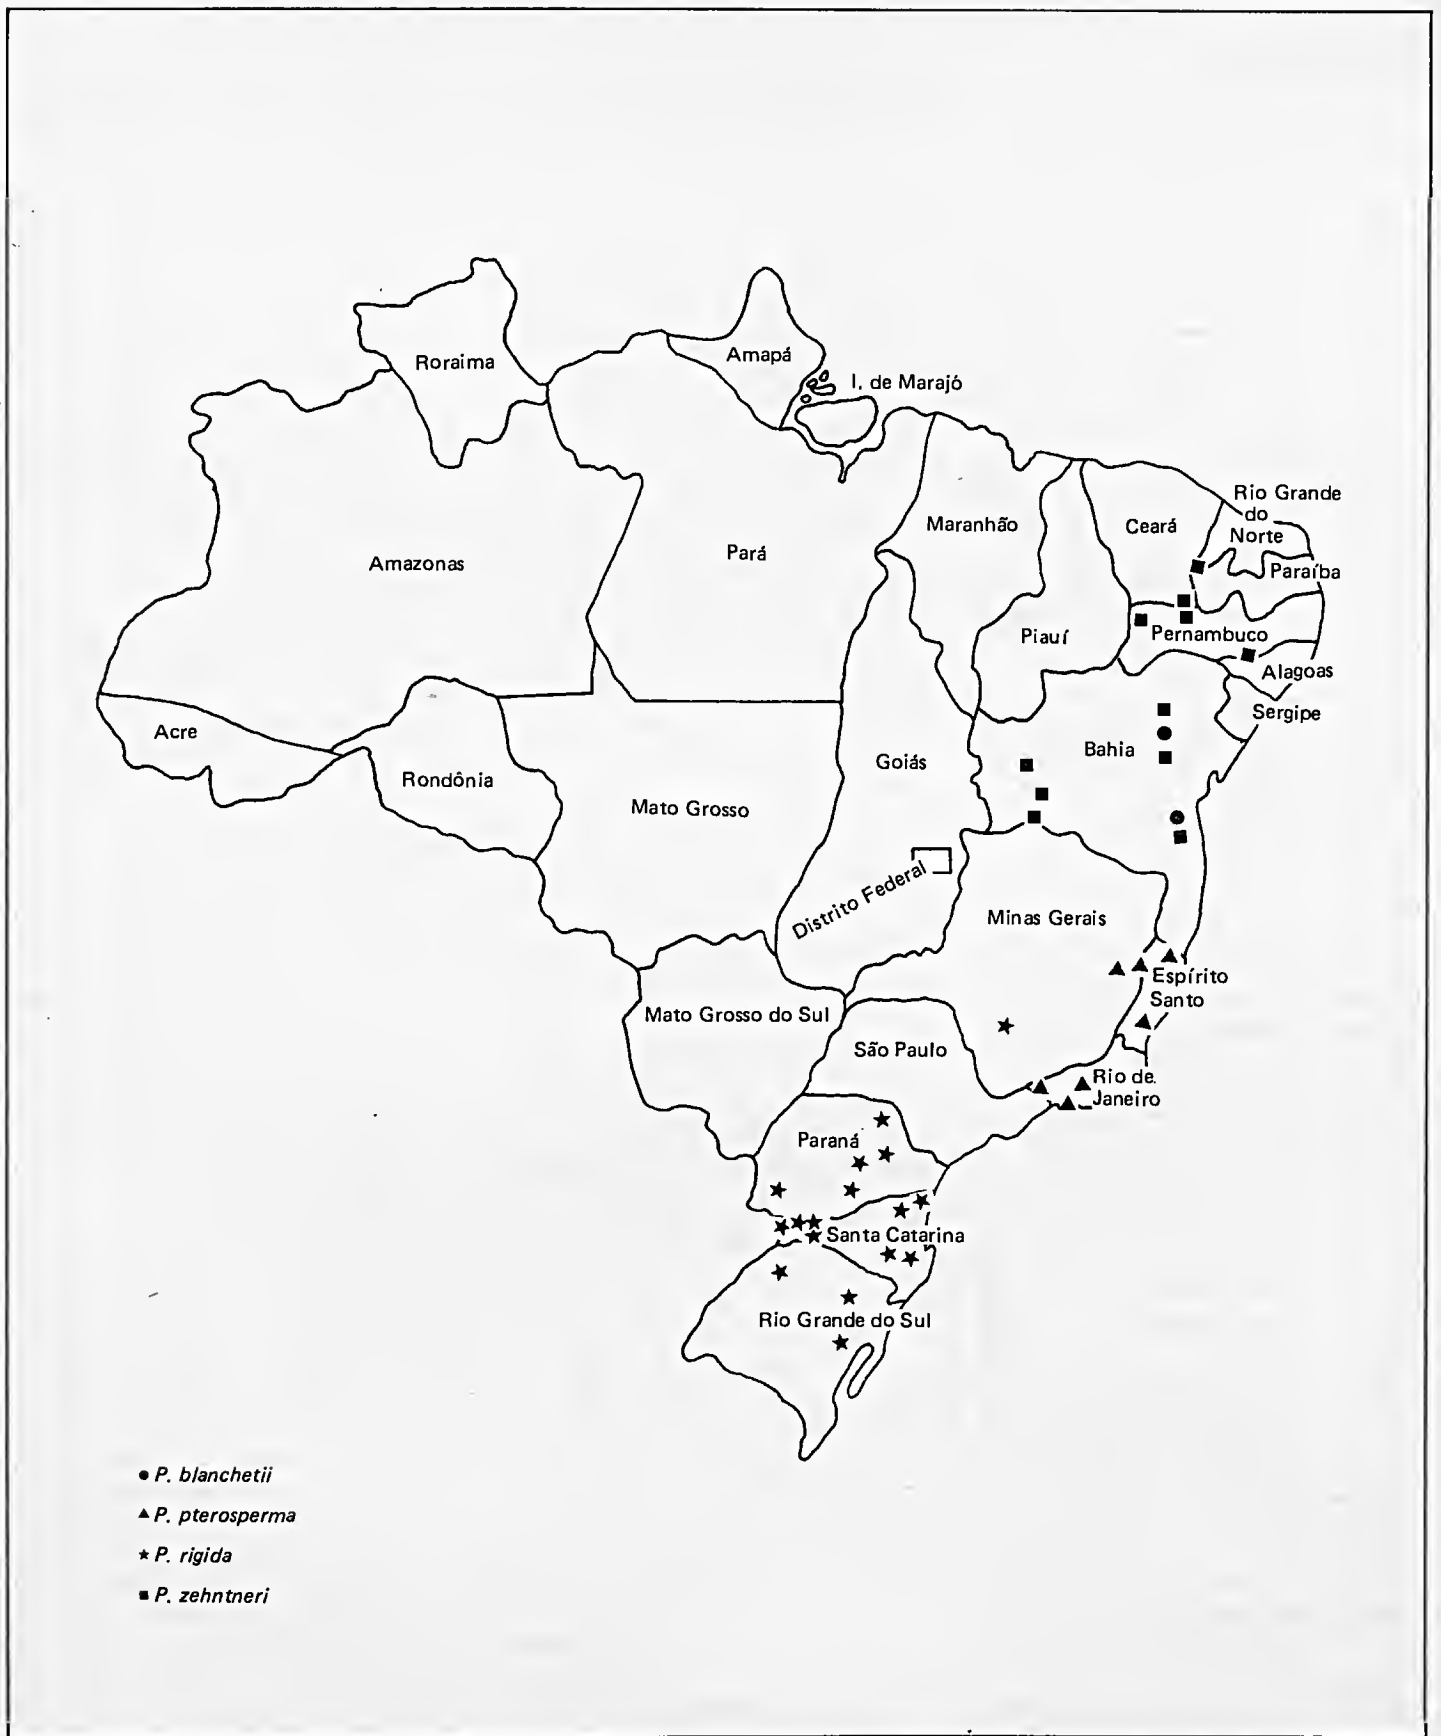 Roraima
Amapá
I. de Marajó
Rio Grande
do
Norte
Maranhão
Ceará
Pará
Amazonas
Paraíba
Piauí
Pernambuco
Alagoas
Sergipe
Acre
Bahia
Goiás
Rondônia
Mato Grosso
Distrito Federal
Minas Gerais
Espírito
Santo
Mato Grosso do Sul
São Paulo
Rio de
Janeiro
Paraná
Santa Catarina
Rio Grande do Sul
P. blanchetii
P. pterosperma
P. rigida
P. zehntneri